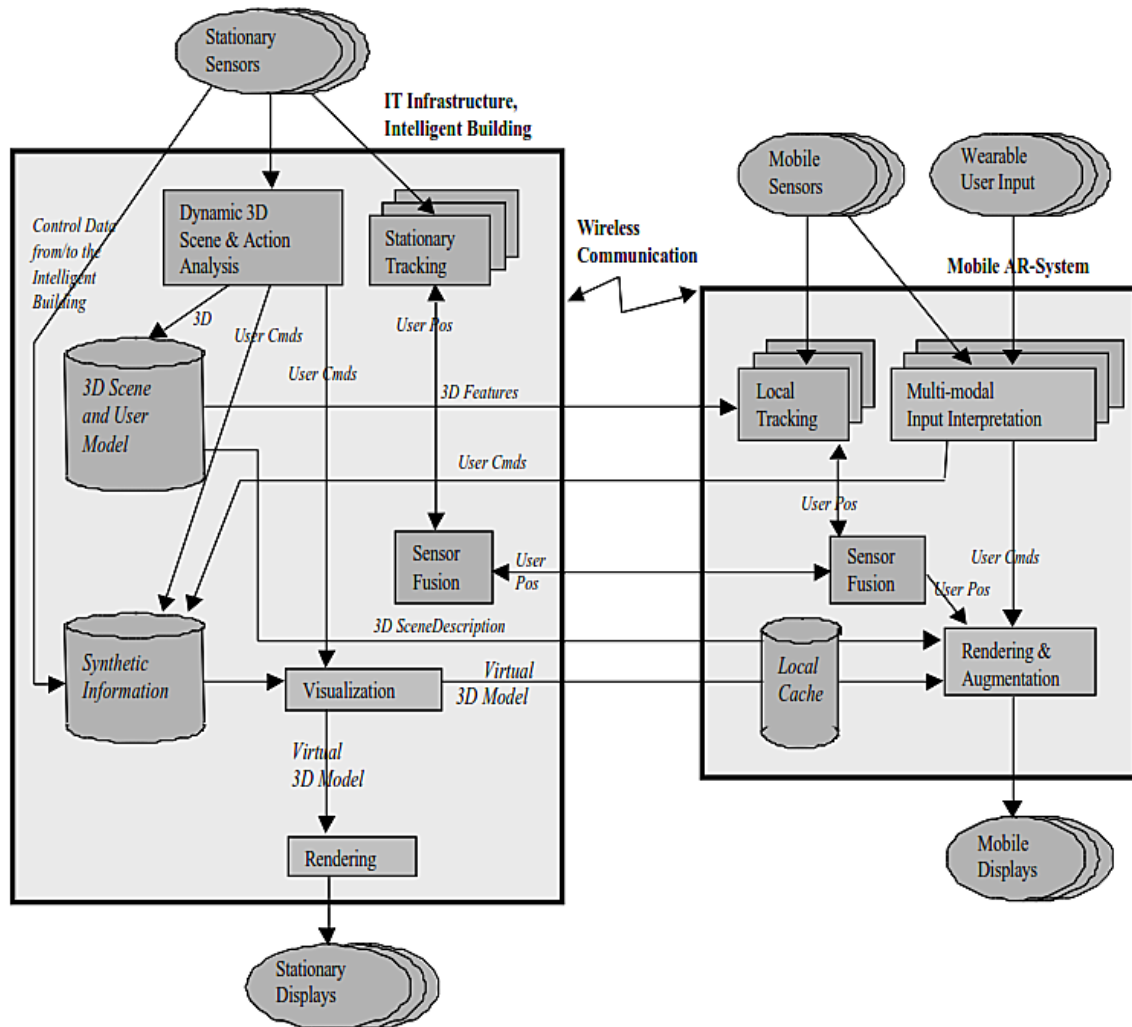 Stationary
Sensors
IT Infrastructure,
Intelligent Building
Mobile
Sensors
Wearable
User Input
Control Data
from/to the
Intelligent
Building
Dynamic 3D
Scene & Action
Analysis
Stationary
Tracking
Wireless
Communication
Mobile AR-System
3D
User Cmds
User Pos
User Cmds
3D Scene
and User
Model
3D Features
Local
Tracking
Multi-modal
Input Interpretation
User Cmds
User Pos
Sensor
Fusion
User
Pos
Sensor
Fusion
User Cmds
User Pos
3D SceneDescription
Synthetic
Information
Visualization
Virtual
3D Model
Local
Cache
Rendering &
Augmentation
Virtual
3D Model
Rendering
Mobile
Displays
Stationary
Displays